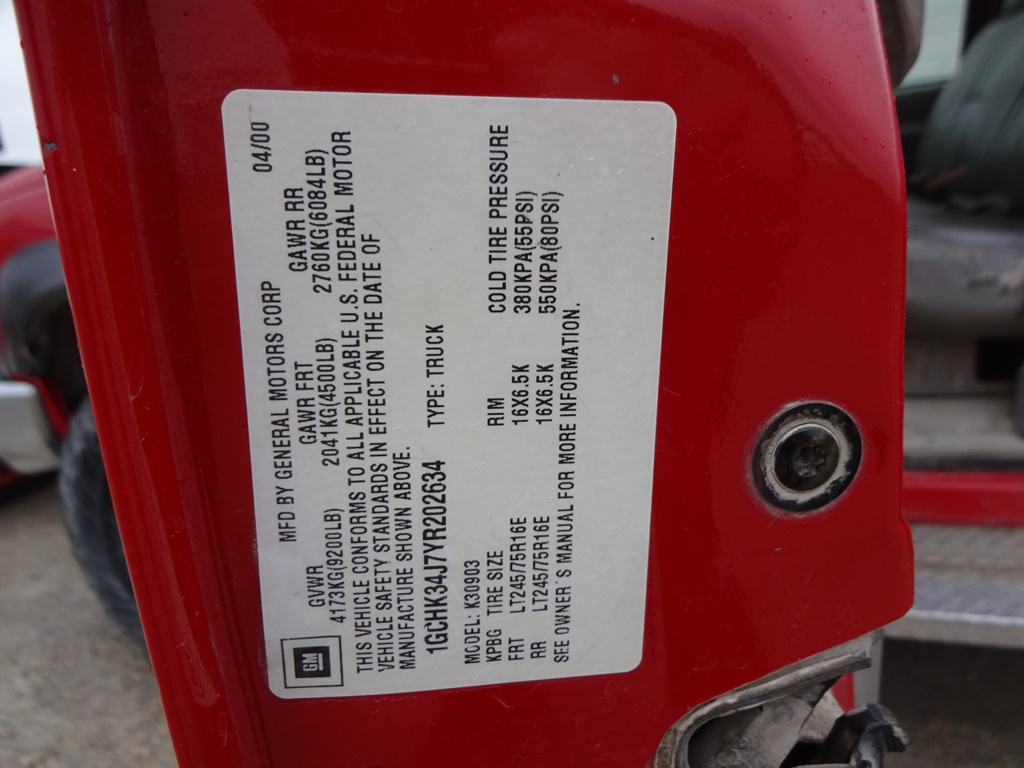 MFD BY GENERAL MOTORS CORP 04/00
GVWR GAWR FRT GAWR RR
4173KG(9200LB) 2041KG(4500LB) 2760KG(6084LB)
THIS VEHICLE CONFORMS TO ALL APPLICABLE U.S. FEDERAL MOTOR
VEHICLE SAFETY STANDARDS IN EFFECT ON THE DATE OF
MANUFACTURE SHOWN ABOVE.
1GCHK34J7YR202634 TYPE: TRUCK
MODEL: K30903
KPBG TIRE SIZE RIM COLD TIRE PRESSURE
FRT LT245/75R16E 16X6.5K 380KPA(55PSI)
RR LT245/75R16E 16X6.5K 550KPA(80PSI)
SEE OWNER'S MANUAL FOR MORE INFORMATION.
GM